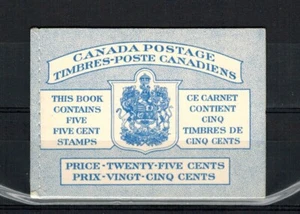 CANADA POSTAGE
TIMBRES-POSTE CANADIENS
THIS BOOK
CONTAINS
FIVE
FIVE CENT
STAMPS
CE CARNET
CONTIENT
CINQ
TIMBRES DE
CINQ CENTS
PRICE·TWENTY-FIVE CENTS
PRIX·VINGT-CINQ CENTS